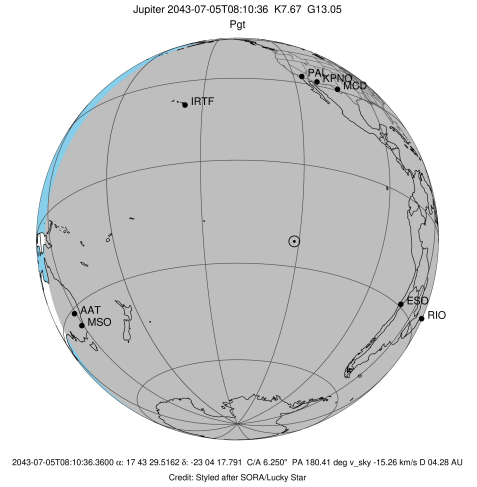 Jupiter 2043-07-05T08:10:36 K7.67 G13.05
Pgt
PAL
KPNO
MCD
IRTF
AAT
MSO
ESO
RIO
2043-07-05T08:10:36.3600 α: 17 43 29.5162 δ: -23 04 17.791 C/A 6.250" PA 180.41 deg v_sky -15.26 km/s D 04.28 AU
Credit: Styled after SORA/Lucky Star